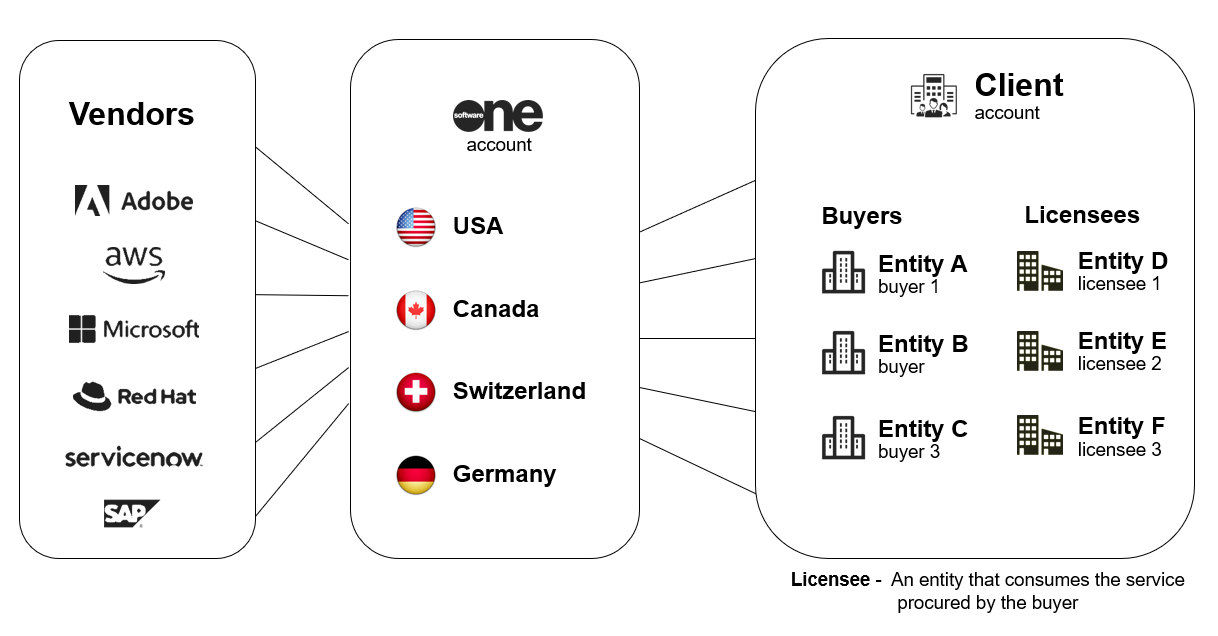 Vendors
Adobe
aws
Microsoft
Red Hat
servicenow
SAP
software one
account
USA
Canada
Switzerland
Germany
Client
account
Buyers
Entity A
buyer 1
Entity B
buyer
Entity C
buyer 3
Licensees
Entity D
licensee 1
Entity E
licensee 2
Entity F
licensee 3
Licensee - An entity that consumes the service
procured by the buyer